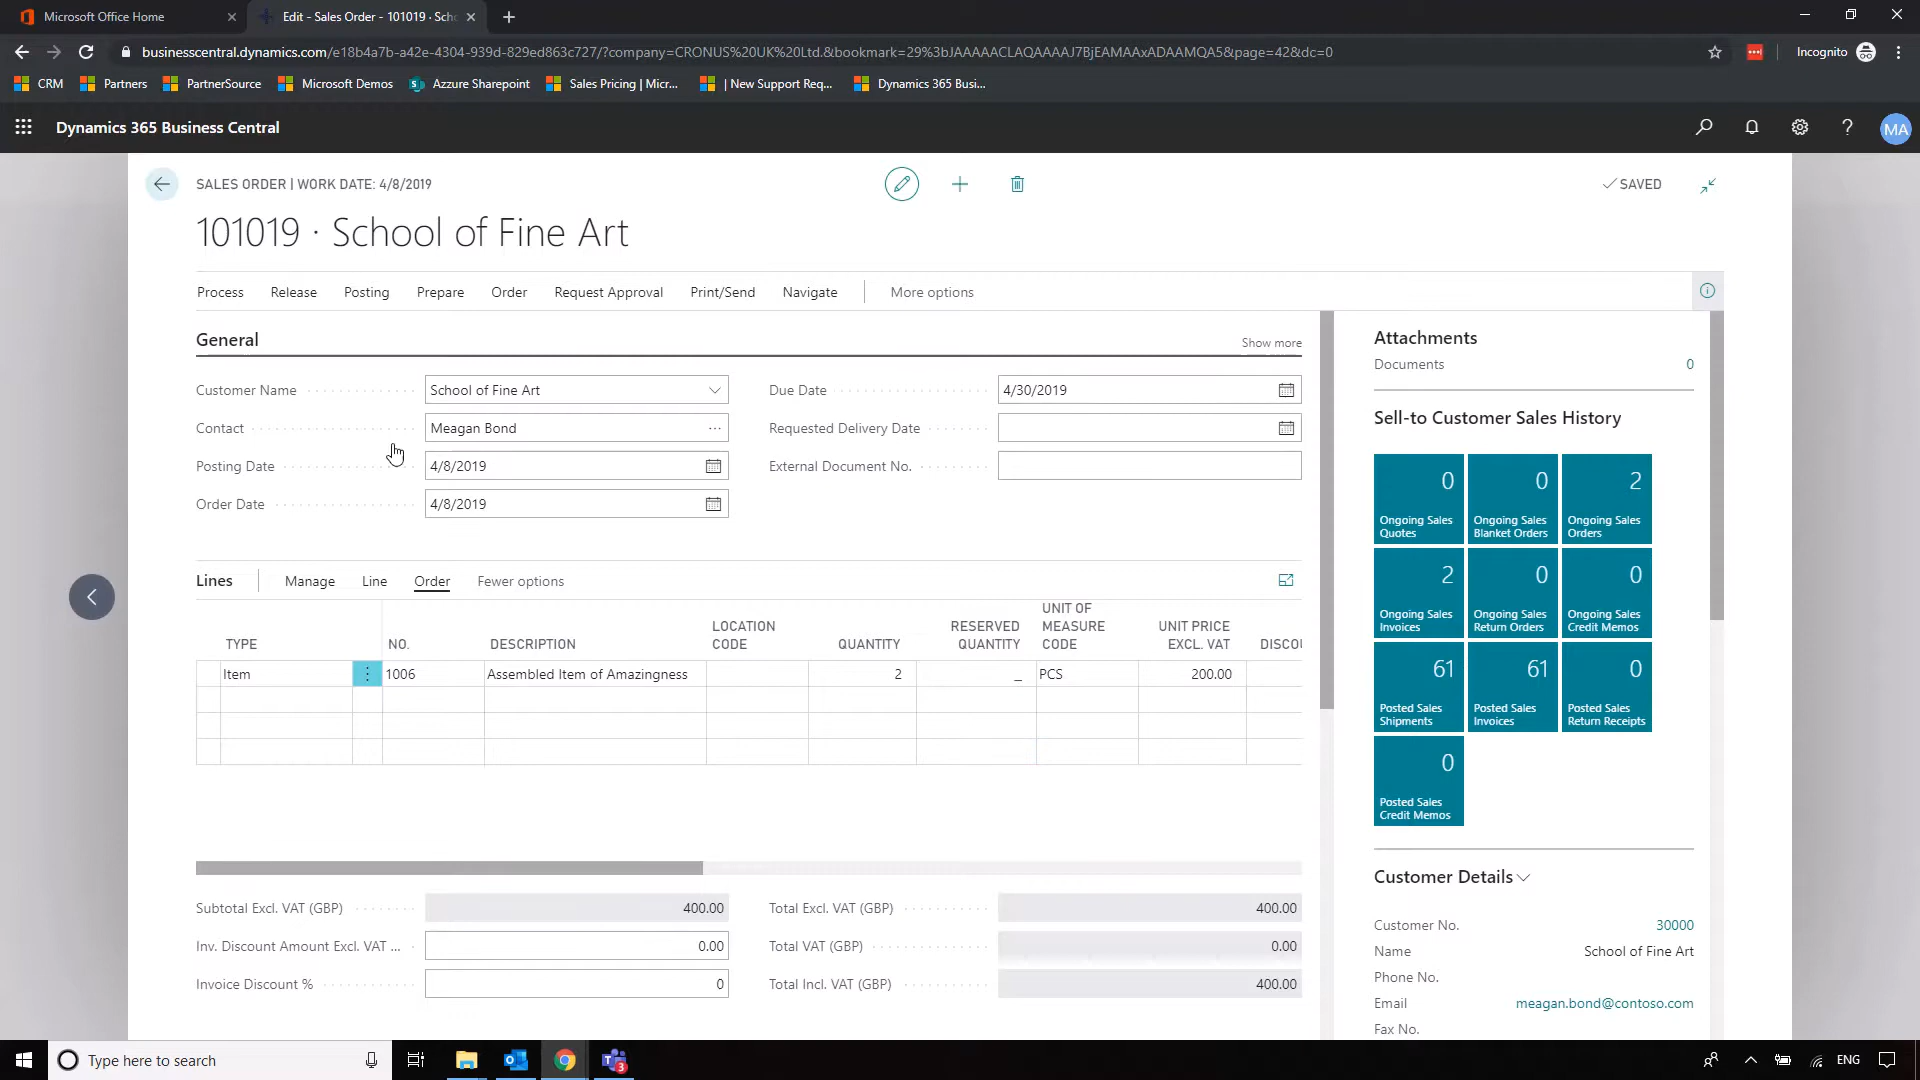 Microsoft Office Home
Edit - Sales Order - 101019 · Scho
businesscentral.dynamics.com/e18b4a7b-a42e-4304-939d-829ed863c727/?company=CRONUS%20UK%20Ltd.&bookmark=29%3bJAAAAACLAQAAAAJ7BjEAMAAxADAAMQA5&page=42&dc=0
Incognito
CRM
Partners
PartnerSource
Microsoft Demos
Azzure Sharepoint
Sales Pricing | Micr...
| New Support Req...
Dynamics 365 Busi...
Dynamics 365 Business Central
MA
SALES ORDER | WORK DATE: 4/8/2019
SAVED
101019 · School of Fine Art
Process Release Posting Prepare Order Request Approval Print/Send Navigate More options
General
Show more
Customer Name School of Fine Art
Due Date 4/30/2019
Contact Meagan Bond
Requested Delivery Date
Posting Date 4/8/2019
External Document No.
Order Date 4/8/2019
Lines Manage Line Order Fewer options
TYPE NO. DESCRIPTION LOCATION CODE QUANTITY RESERVED QUANTITY UNIT OF MEASURE CODE UNIT PRICE EXCL. VAT DISCOU
Item 1006 Assembled Item of Amazingness 2 _ PCS 200.00
Subtotal Excl. VAT (GBP) 400.00
Total Excl. VAT (GBP) 400.00
Inv. Discount Amount Excl. VAT ... 0.00
Total VAT (GBP) 0.00
Invoice Discount % 0
Total Incl. VAT (GBP) 400.00
Attachments
Documents 0
Sell-to Customer Sales History
0 Ongoing Sales Quotes
0 Ongoing Sales Blanket Orders
2 Ongoing Sales Orders
2 Ongoing Sales Invoices
0 Ongoing Sales Return Orders
0 Ongoing Sales Credit Memos
61 Posted Sales Shipments
61 Posted Sales Invoices
0 Posted Sales Return Receipts
0 Posted Sales Credit Memos
Customer Details
Customer No. 30000
Name School of Fine Art
Phone No.
Email meagan.bond@contoso.com
Fax No.
Type here to search
3
ENG